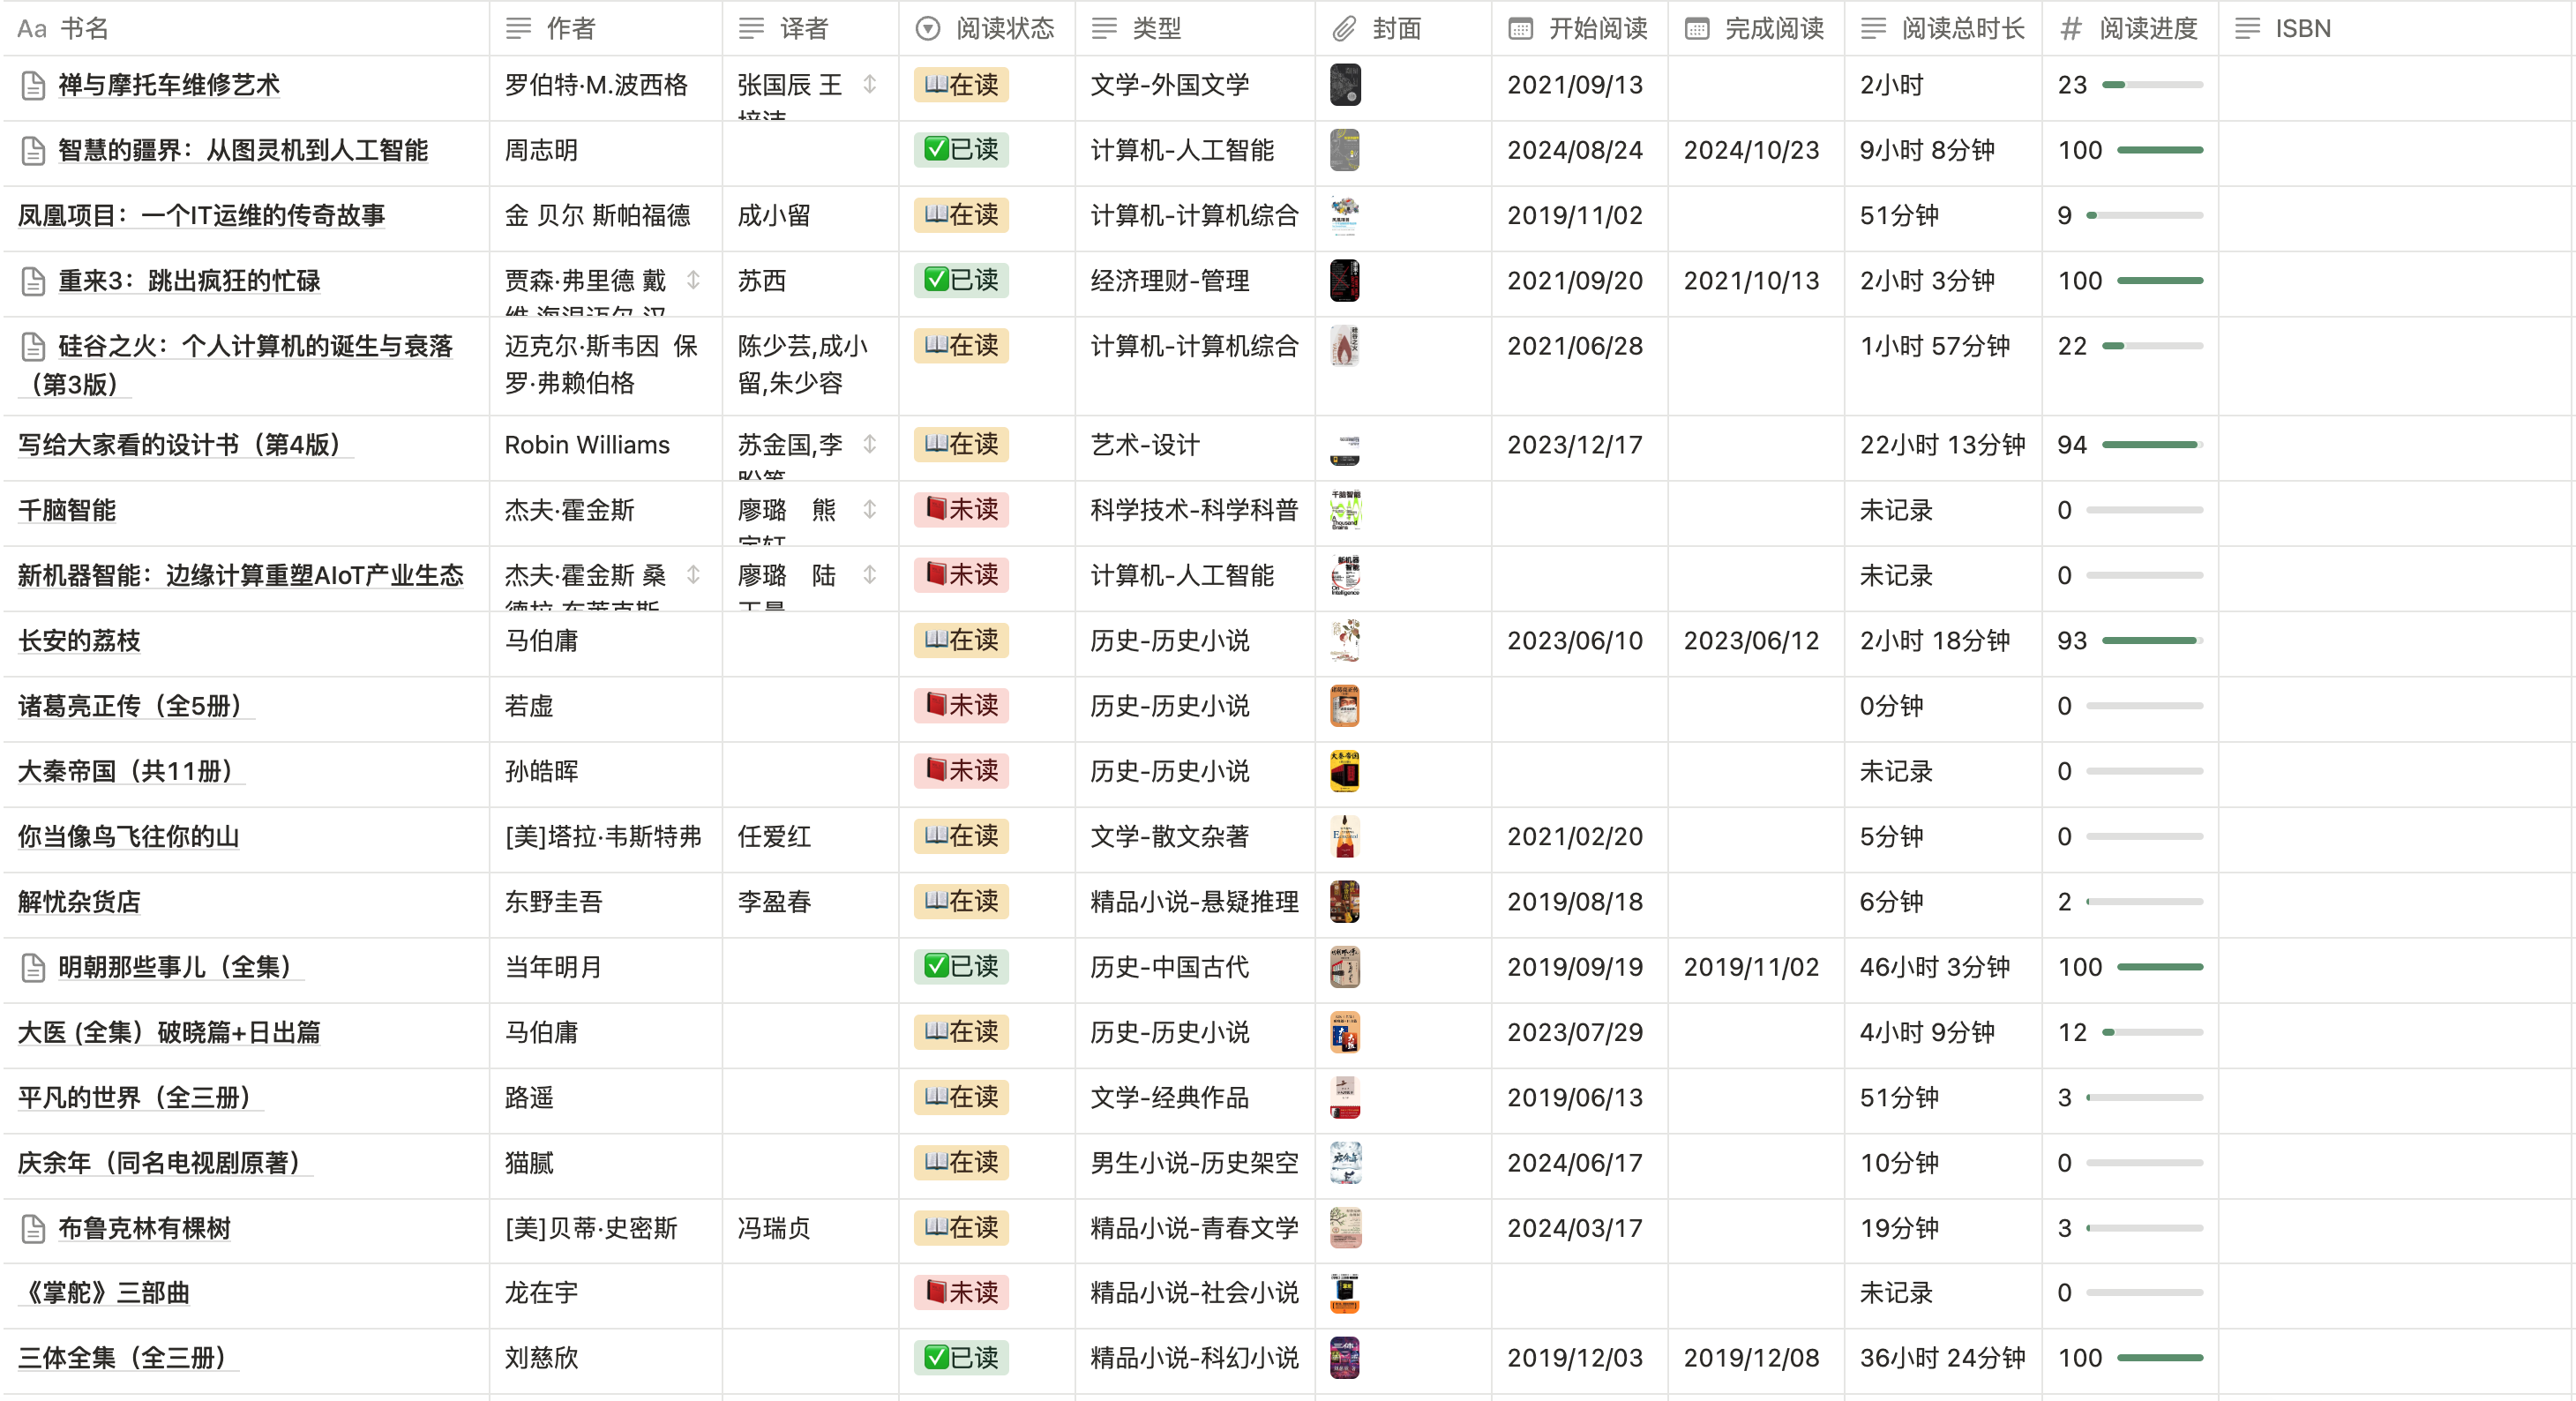 Aa 书名 作者 译者 阅读状态 类型 封面 开始阅读 完成阅读 阅读总时长 # 阅读进度 ISBN
禅与摩托车维修艺术 罗伯特·M.波西格 张国辰 王 在读 文学-外国文学 2021/09/13 2小时 23
智慧的疆界：从图灵机到人工智能 周志明 已读 计算机-人工智能 2024/08/24 2024/10/23 9小时 8分钟 100
凤凰项目：一个IT运维的传奇故事 金 贝尔 斯帕福德 成小留 在读 计算机-计算机综合 2019/11/02 51分钟 9
重来3：跳出疯狂的忙碌 贾森·弗里德 戴 苏西 已读 经济理财-管理 2021/09/20 2021/10/13 2小时 3分钟 100
硅谷之火：个人计算机的诞生与衰落 迈克尔·斯韦因 保 陈少芸,成小 在读 计算机-计算机综合 2021/06/28 1小时 57分钟 22
（第3版） 罗·弗赖伯格 留,朱少容
写给大家看的设计书（第4版） Robin Williams 苏金国,李 在读 艺术-设计 2023/12/17 22小时 13分钟 94
千脑智能 杰夫·霍金斯 廖璐 熊 未读 科学技术-科学科普 千脑智能 未记录 0
新机器智能：边缘计算重塑AIoT产业生态 杰夫·霍金斯 桑 廖璐 陆 未读 计算机-人工智能 新机器智能 未记录 0
长安的荔枝 马伯庸 在读 历史-历史小说 2023/06/10 2023/06/12 2小时 18分钟 93
诸葛亮正传（全5册） 若虚 未读 历史-历史小说 0分钟 0
大秦帝国（共11册） 孙皓晖 未读 历史-历史小说 大秦帝国 未记录 0
你当像鸟飞往你的山 [美]塔拉·韦斯特弗 任爱红 在读 文学-散文杂著 2021/02/20 5分钟 0
解忧杂货店 东野圭吾 李盈春 在读 精品小说-悬疑推理 2019/08/18 6分钟 2
明朝那些事儿（全集） 当年明月 已读 历史-中国古代 2019/09/19 2019/11/02 46小时 3分钟 100
大医 (全集）破晓篇+日出篇 马伯庸 在读 历史-历史小说 2023/07/29 4小时 9分钟 12
平凡的世界（全三册） 路遥 在读 文学-经典作品 2019/06/13 51分钟 3
庆余年（同名电视剧原著） 猫腻 在读 男生小说-历史架空 2024/06/17 10分钟 0
布鲁克林有棵树 [美]贝蒂·史密斯 冯瑞贞 在读 精品小说-青春文学 2024/03/17 19分钟 3
《掌舵》三部曲 龙在宇 未读 精品小说-社会小说 未记录 0
三体全集（全三册） 刘慈欣 已读 精品小说-科幻小说 2019/12/03 2019/12/08 36小时 24分钟 100